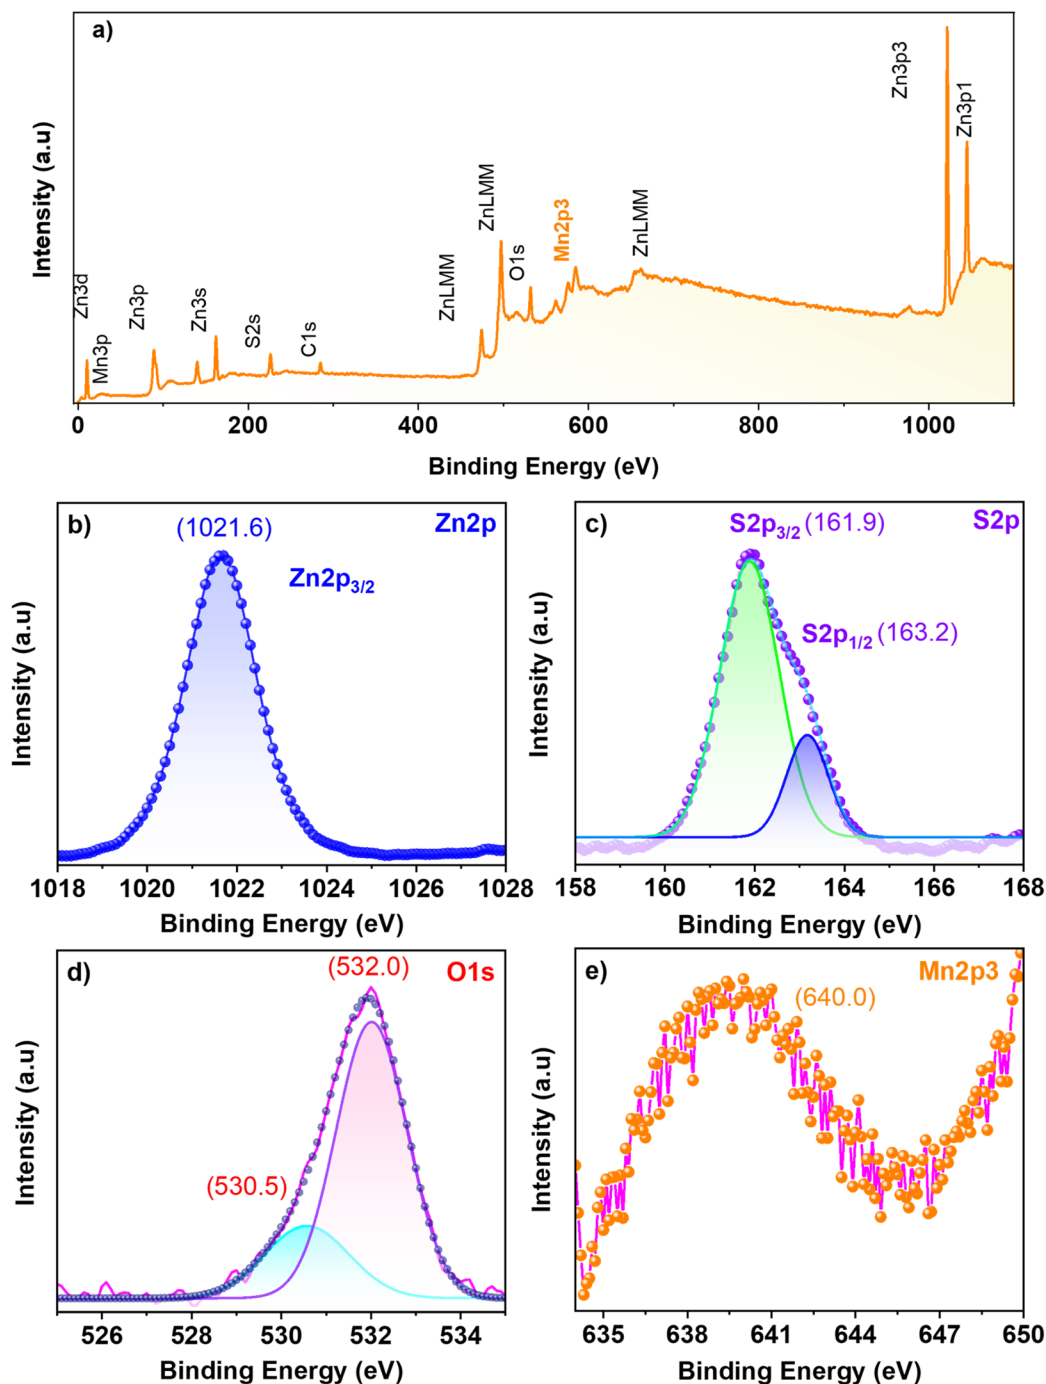 a)
Intensity (a.u)
Zn3d
Mn3p
Zn3p
Zn3s
S2s
C1s
ZnLMM
ZnLMM
O1s
Mn2p3
ZnLMM
Zn3p3
Zn3p1
0 200 400 600 800 1000
Binding Energy (eV)
b)
(1021.6)
Zn2p
Zn2p3/2
Intensity (a.u)
1018 1020 1022 1024 1026 1028
Binding Energy (eV)
c)
S2p3/2 (161.9)
S2p
S2p1/2 (163.2)
Intensity (a.u)
158 160 162 164 166 168
Binding Energy (eV)
d)
(532.0)
O1s
(530.5)
Intensity (a.u)
526 528 530 532 534
Binding Energy (eV)
e)
Mn2p3
(640.0)
Intensity (a.u)
635 638 641 644 647 650
Binding Energy (eV)